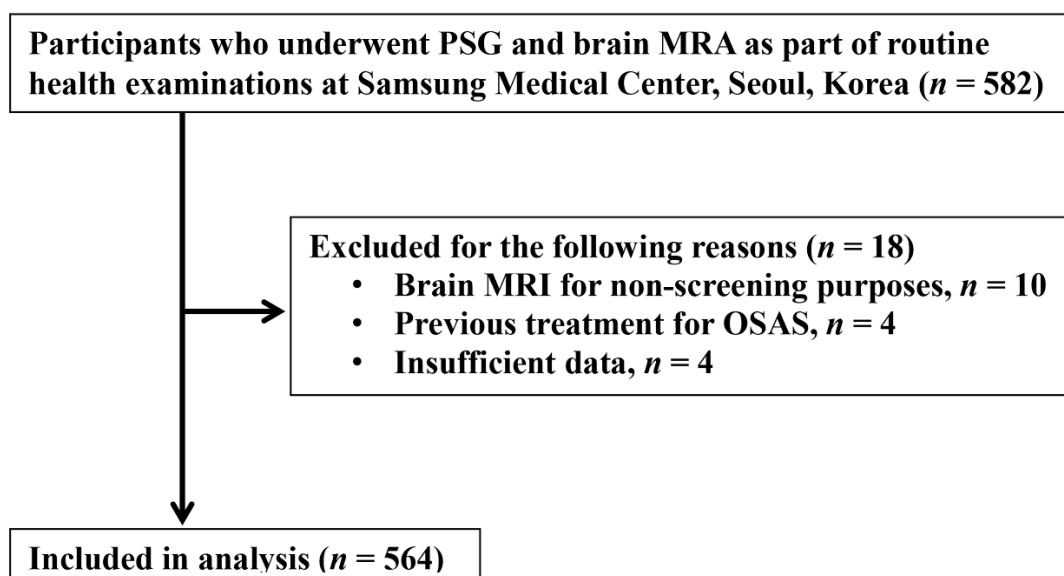 Participants who underwent PSG and brain MRA as part of routine
health examinations at Samsung Medical Center, Seoul, Korea (n = 582)
Excluded for the following reasons (n = 18)
• Brain MRI for non-screening purposes, n = 10
• Previous treatment for OSAS, n = 4
• Insufficient data, n = 4
Included in analysis (n = 564)